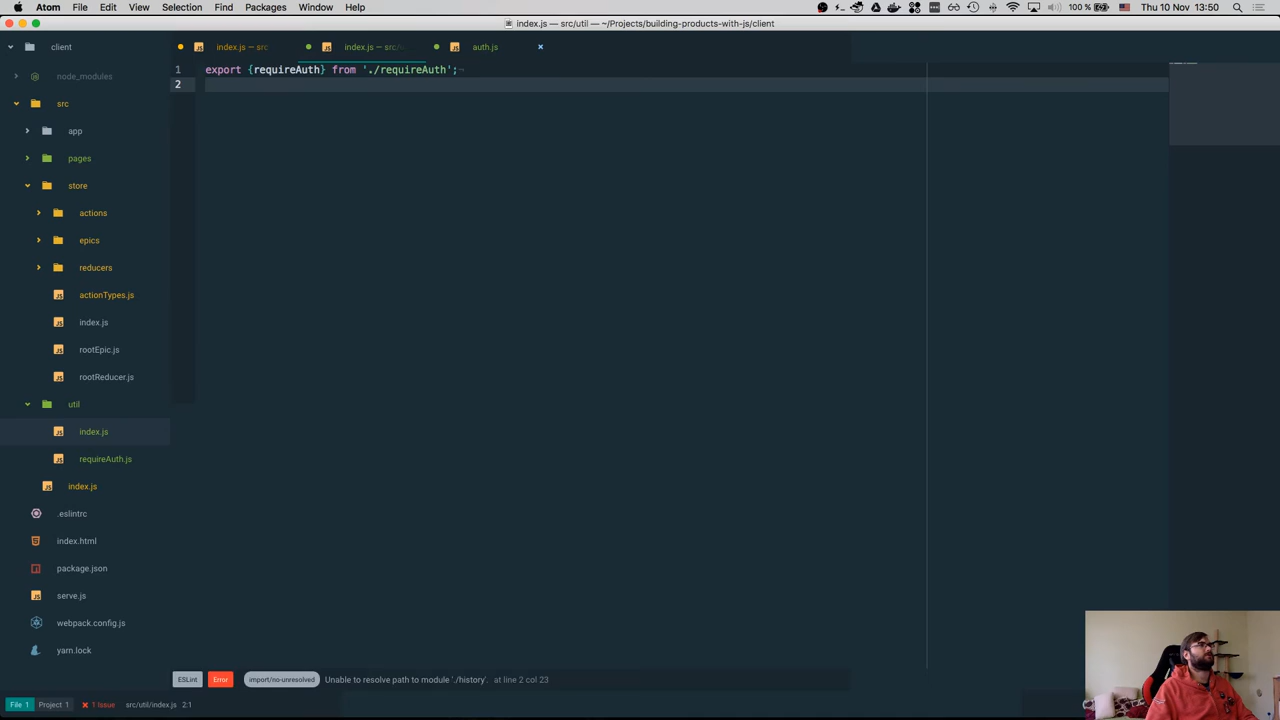 Atom File Edit View Selection Find Packages Window Help 100 % Thu 10 Nov 13:50
index.js — src/util — ~/Projects/building-products-with-js/client
client
index.js — src
index.js — src/
auth.js
node_modules
src
app
pages
store
actions
epics
reducers
actionTypes.js
index.js
rootEpic.js
rootReducer.js
util
index.js
requireAuth.js
index.js
.eslintrc
index.html
package.json
serve.js
webpack.config.js
yarn.lock
1 export {requireAuth} from './requireAuth';¬
2
ESLint Error import/no-unresolved Unable to resolve path to module './history'. at line 2 col 23
File 1 Project 1 1 Issue src/util/index.js 2:1